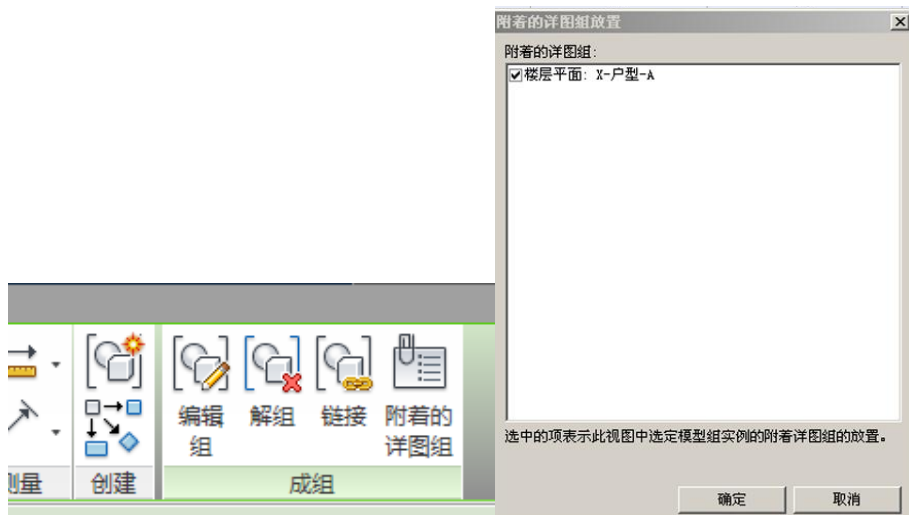 附着的详图组放置
附着的详图组:
楼层平面: X-户型-A
选中的项表示此视图中选定模型组实例的附着详图组的放置。
确定
取消
编辑
组
解组
链接
附着的
详图组
测量
创建
成组